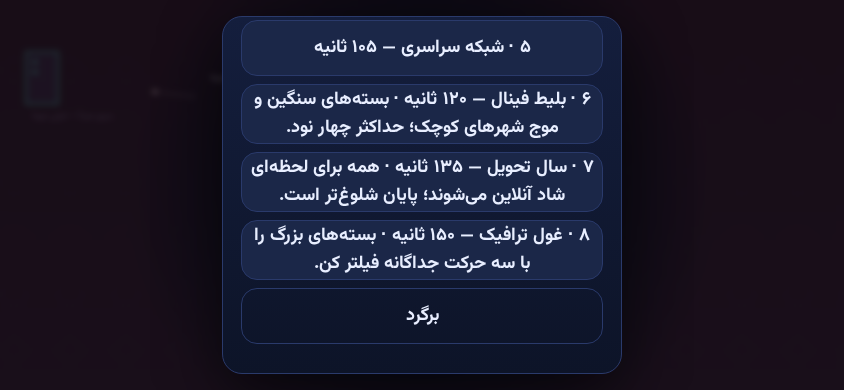 ۵ · شبکه سراسری — ۱۰۵ ثانیه
۶ · بلیط فینال — ۱۲۰ ثانیه · بسته‌های سنگین و
موج شهرهای کوچک؛ حداکثر چهار نود.
۷ · سال تحویل — ۱۳۵ ثانیه · همه برای لحظه‌ای
شاد آنلاین می‌شوند؛ پایان شلوغ‌تر است.
۸ · غول ترافیک — ۱۵۰ ثانیه · بسته‌های بزرگ را
با سه حرکت جداگانه فیلتر کن.
برگرد